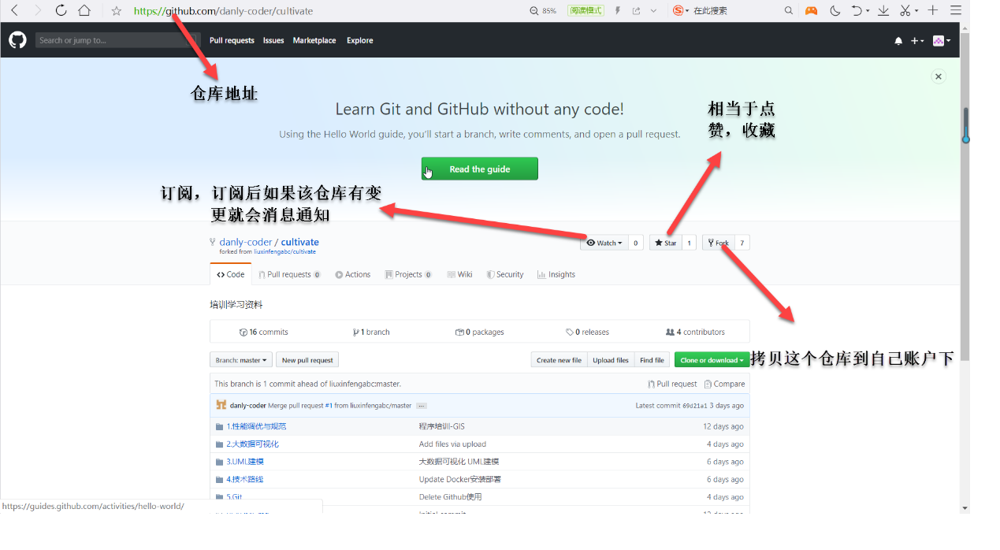 https://github.com/danly-coder/cultivate
85%
阅读模式
在此搜索
Search or jump to...
Pull requests Issues Marketplace Explore
仓库地址
Learn Git and GitHub without any code!
Using the Hello World guide, you'll start a branch, write comments, and open a pull request.
Read the guide
相当于点
赞，收藏
订阅，订阅后如果该仓库有变
更就会消息通知
danly-coder / cultivate
forked from liuxinfengabc/cultivate
Watch 0 Star 1 Fork 7
Code Pull requests 0 Actions Projects 0 Wiki Security Insights
培训学习资料
16 commits 1 branch 0 packages 0 releases 4 contributors
Branch: master New pull request Create new file Upload files Find file Clone or download
拷贝这个仓库到自己账户下
This branch is 1 commit ahead of liuxinfengabc:master. Pull request Compare
danly-coder Merge pull request #1 from liuxinfengabc/master ... Latest commit 69d21a1 3 days ago
1.性能调优与规范 程序培训-GIS 12 days ago
2.大数据可视化 Add files via upload 4 days ago
3.UML建模 大数据可视化 UML建模 6 days ago
4.技术路线 Update Docker安装部署 6 days ago
5.Git Delete Github使用 4 days ago
https://guides.github.com/activities/hello-world/
Initial commit 12 days ago